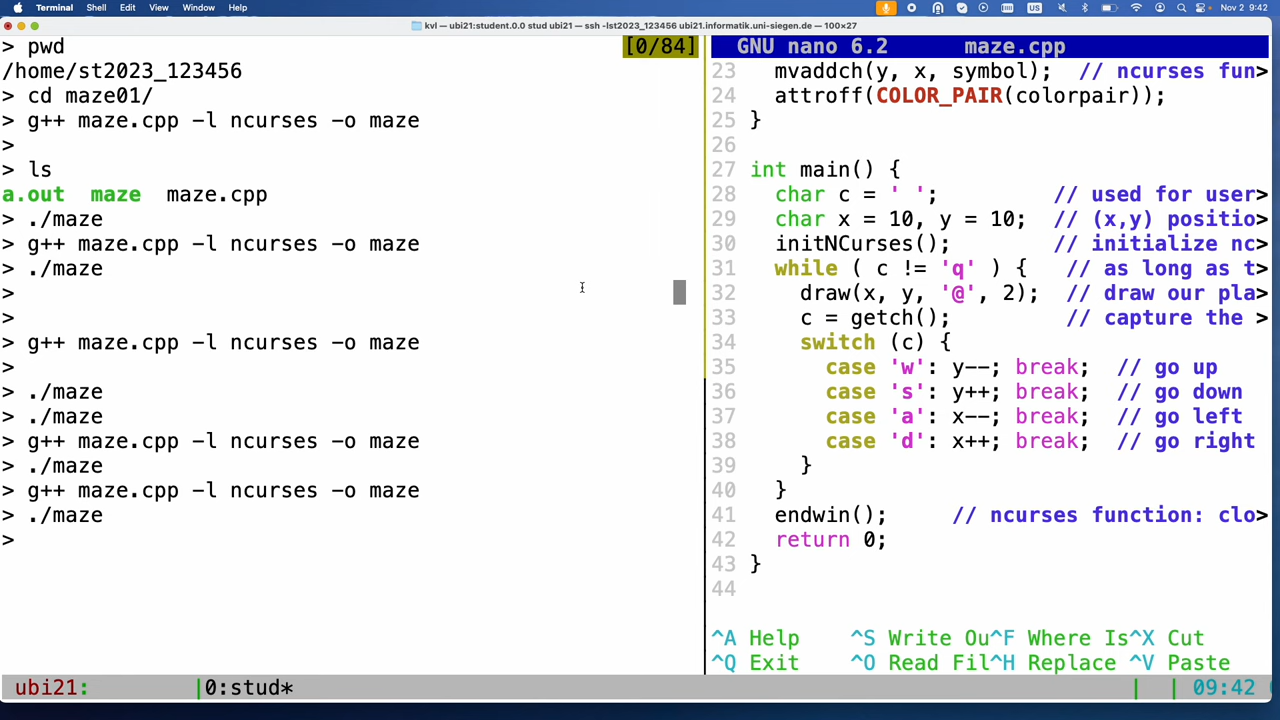 Terminal Shell Edit View Window Help
US
Nov 2 9:42
kvl — ubi21:student.0.0 stud ubi21 — ssh -lst2023_123456 ubi21.informatik.uni-siegen.de — 100×27
> pwd
[0/84]
/home/st2023_123456
> cd maze01/
> g++ maze.cpp -l ncurses -o maze
>
> ls
a.out maze maze.cpp
> ./maze
> g++ maze.cpp -l ncurses -o maze
> ./maze
>
>
> g++ maze.cpp -l ncurses -o maze
>
> ./maze
> ./maze
> g++ maze.cpp -l ncurses -o maze
> ./maze
> g++ maze.cpp -l ncurses -o maze
> ./maze
>
GNU nano 6.2 maze.cpp
23 mvaddch(y, x, symbol); // ncurses fun>
24 attroff(COLOR_PAIR(colorpair));
25 }
26
27 int main() {
28 char c = ' '; // used for user>
29 char x = 10, y = 10; // (x,y) positio>
30 initNCurses(); // initialize nc>
31 while ( c != 'q' ) { // as long as t>
32 draw(x, y, '@', 2); // draw our pla>
33 c = getch(); // capture the >
34 switch (c) {
35 case 'w': y--; break; // go up
36 case 's': y++; break; // go down
37 case 'a': x--; break; // go left
38 case 'd': x++; break; // go right
39 }
40 }
41 endwin(); // ncurses function: clo>
42 return 0;
43 }
44
^A Help ^S Write Ou^F Where Is^X Cut
^Q Exit ^O Read Fil^H Replace ^V Paste
ubi21: |0:stud* | | 09:42